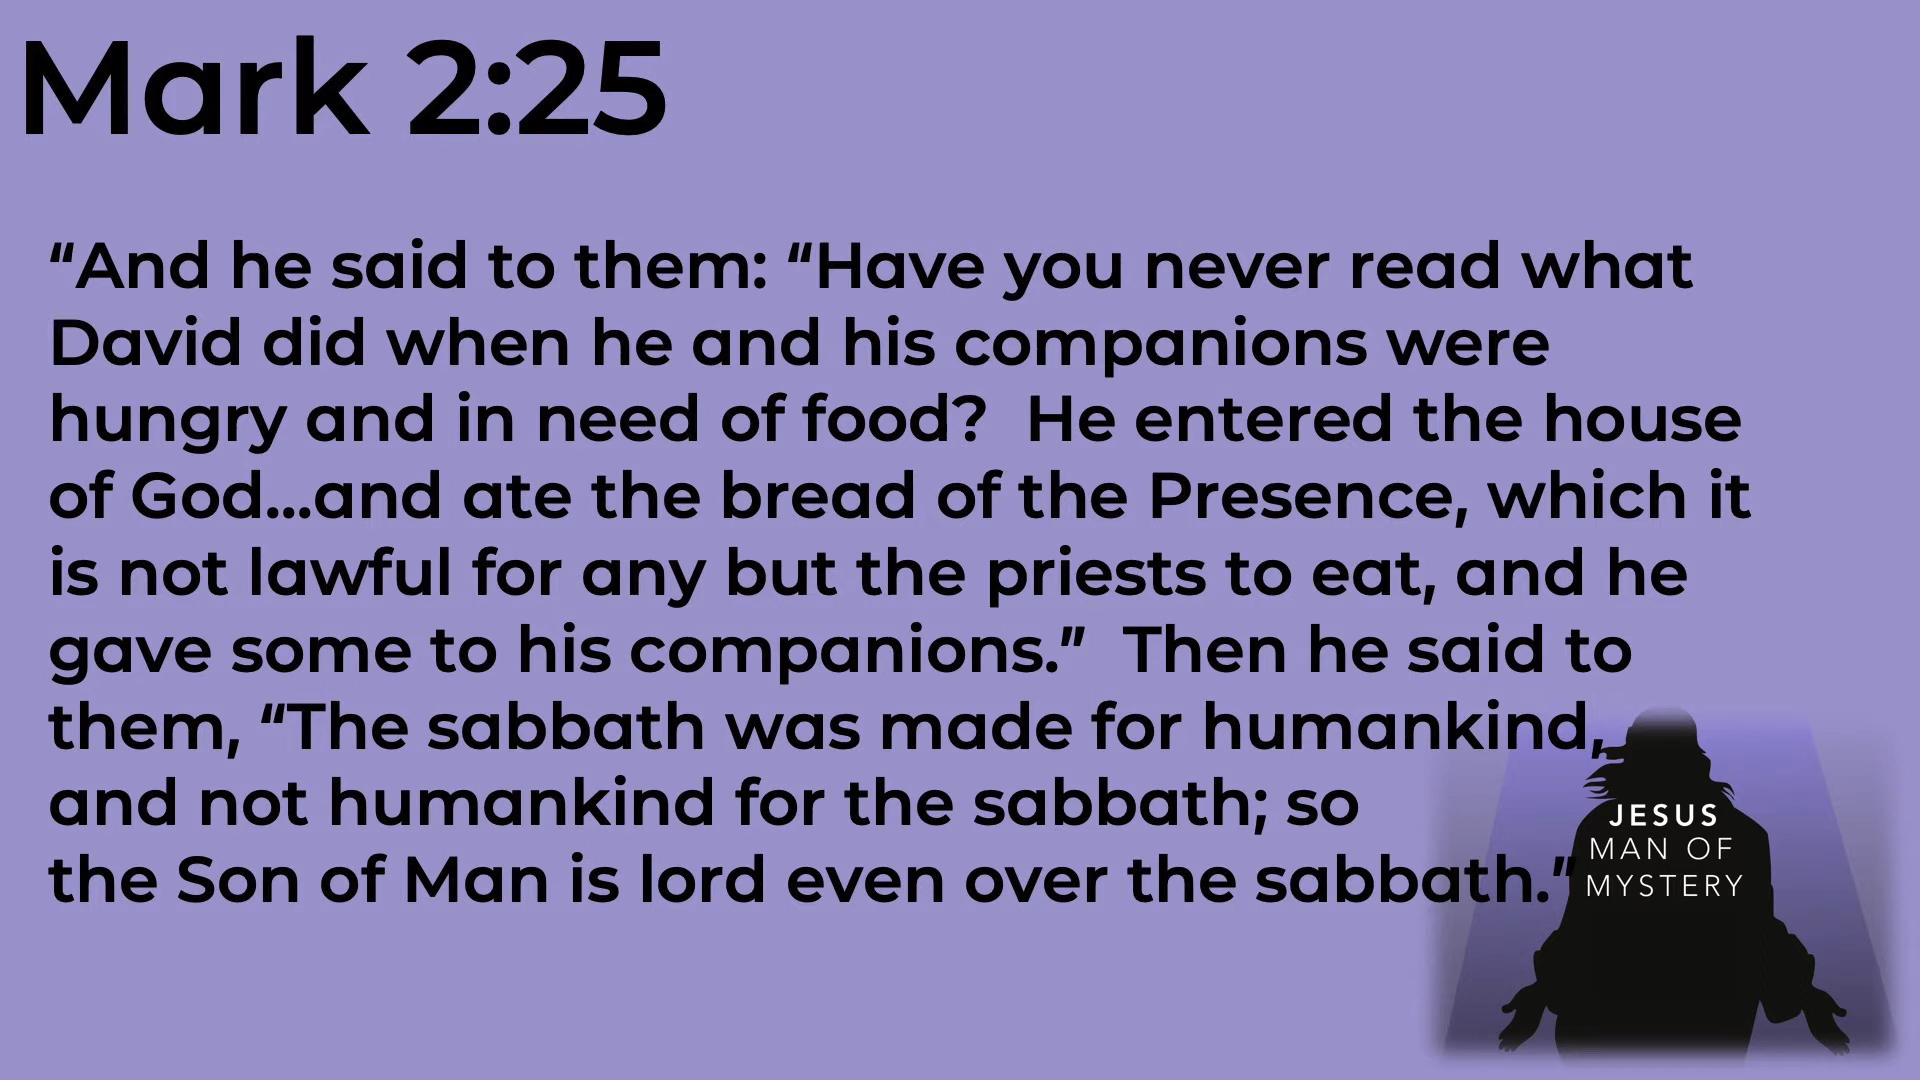 Mark 2:25
“And he said to them: “Have you never read what
David did when he and his companions were
hungry and in need of food?  He entered the house
of God...and ate the bread of the Presence, which it
is not lawful for any but the priests to eat, and he
gave some to his companions.”  Then he said to
them, “The sabbath was made for humankind,
and not humankind for the sabbath; so
the Son of Man is lord even over the sabbath.”
JESUS
MAN OF
MYSTERY